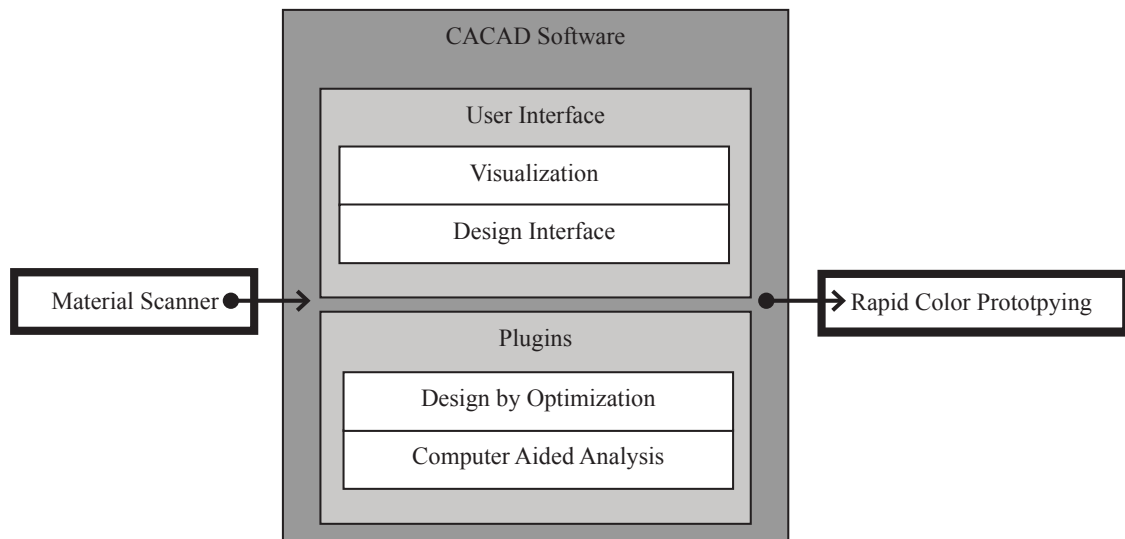 CACAD Software
User Interface
Visualization
Design Interface
Material Scanner
Rapid Color Prototpying
Plugins
Design by Optimization
Computer Aided Analysis